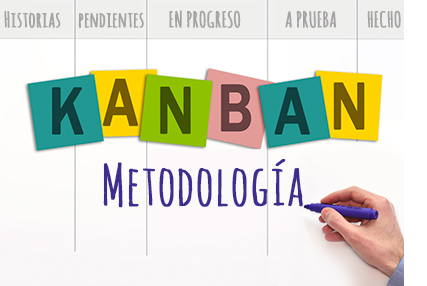 Historias PENDIENTES EN PROGRESO A PRUEBA HECHO
KANBAN
METODOLOGÍA